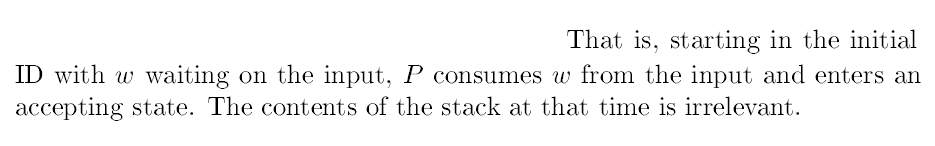 That is, starting in the initial
ID with w waiting on the input, P consumes w from the input and enters an
accepting state. The contents of the stack at that time is irrelevant.